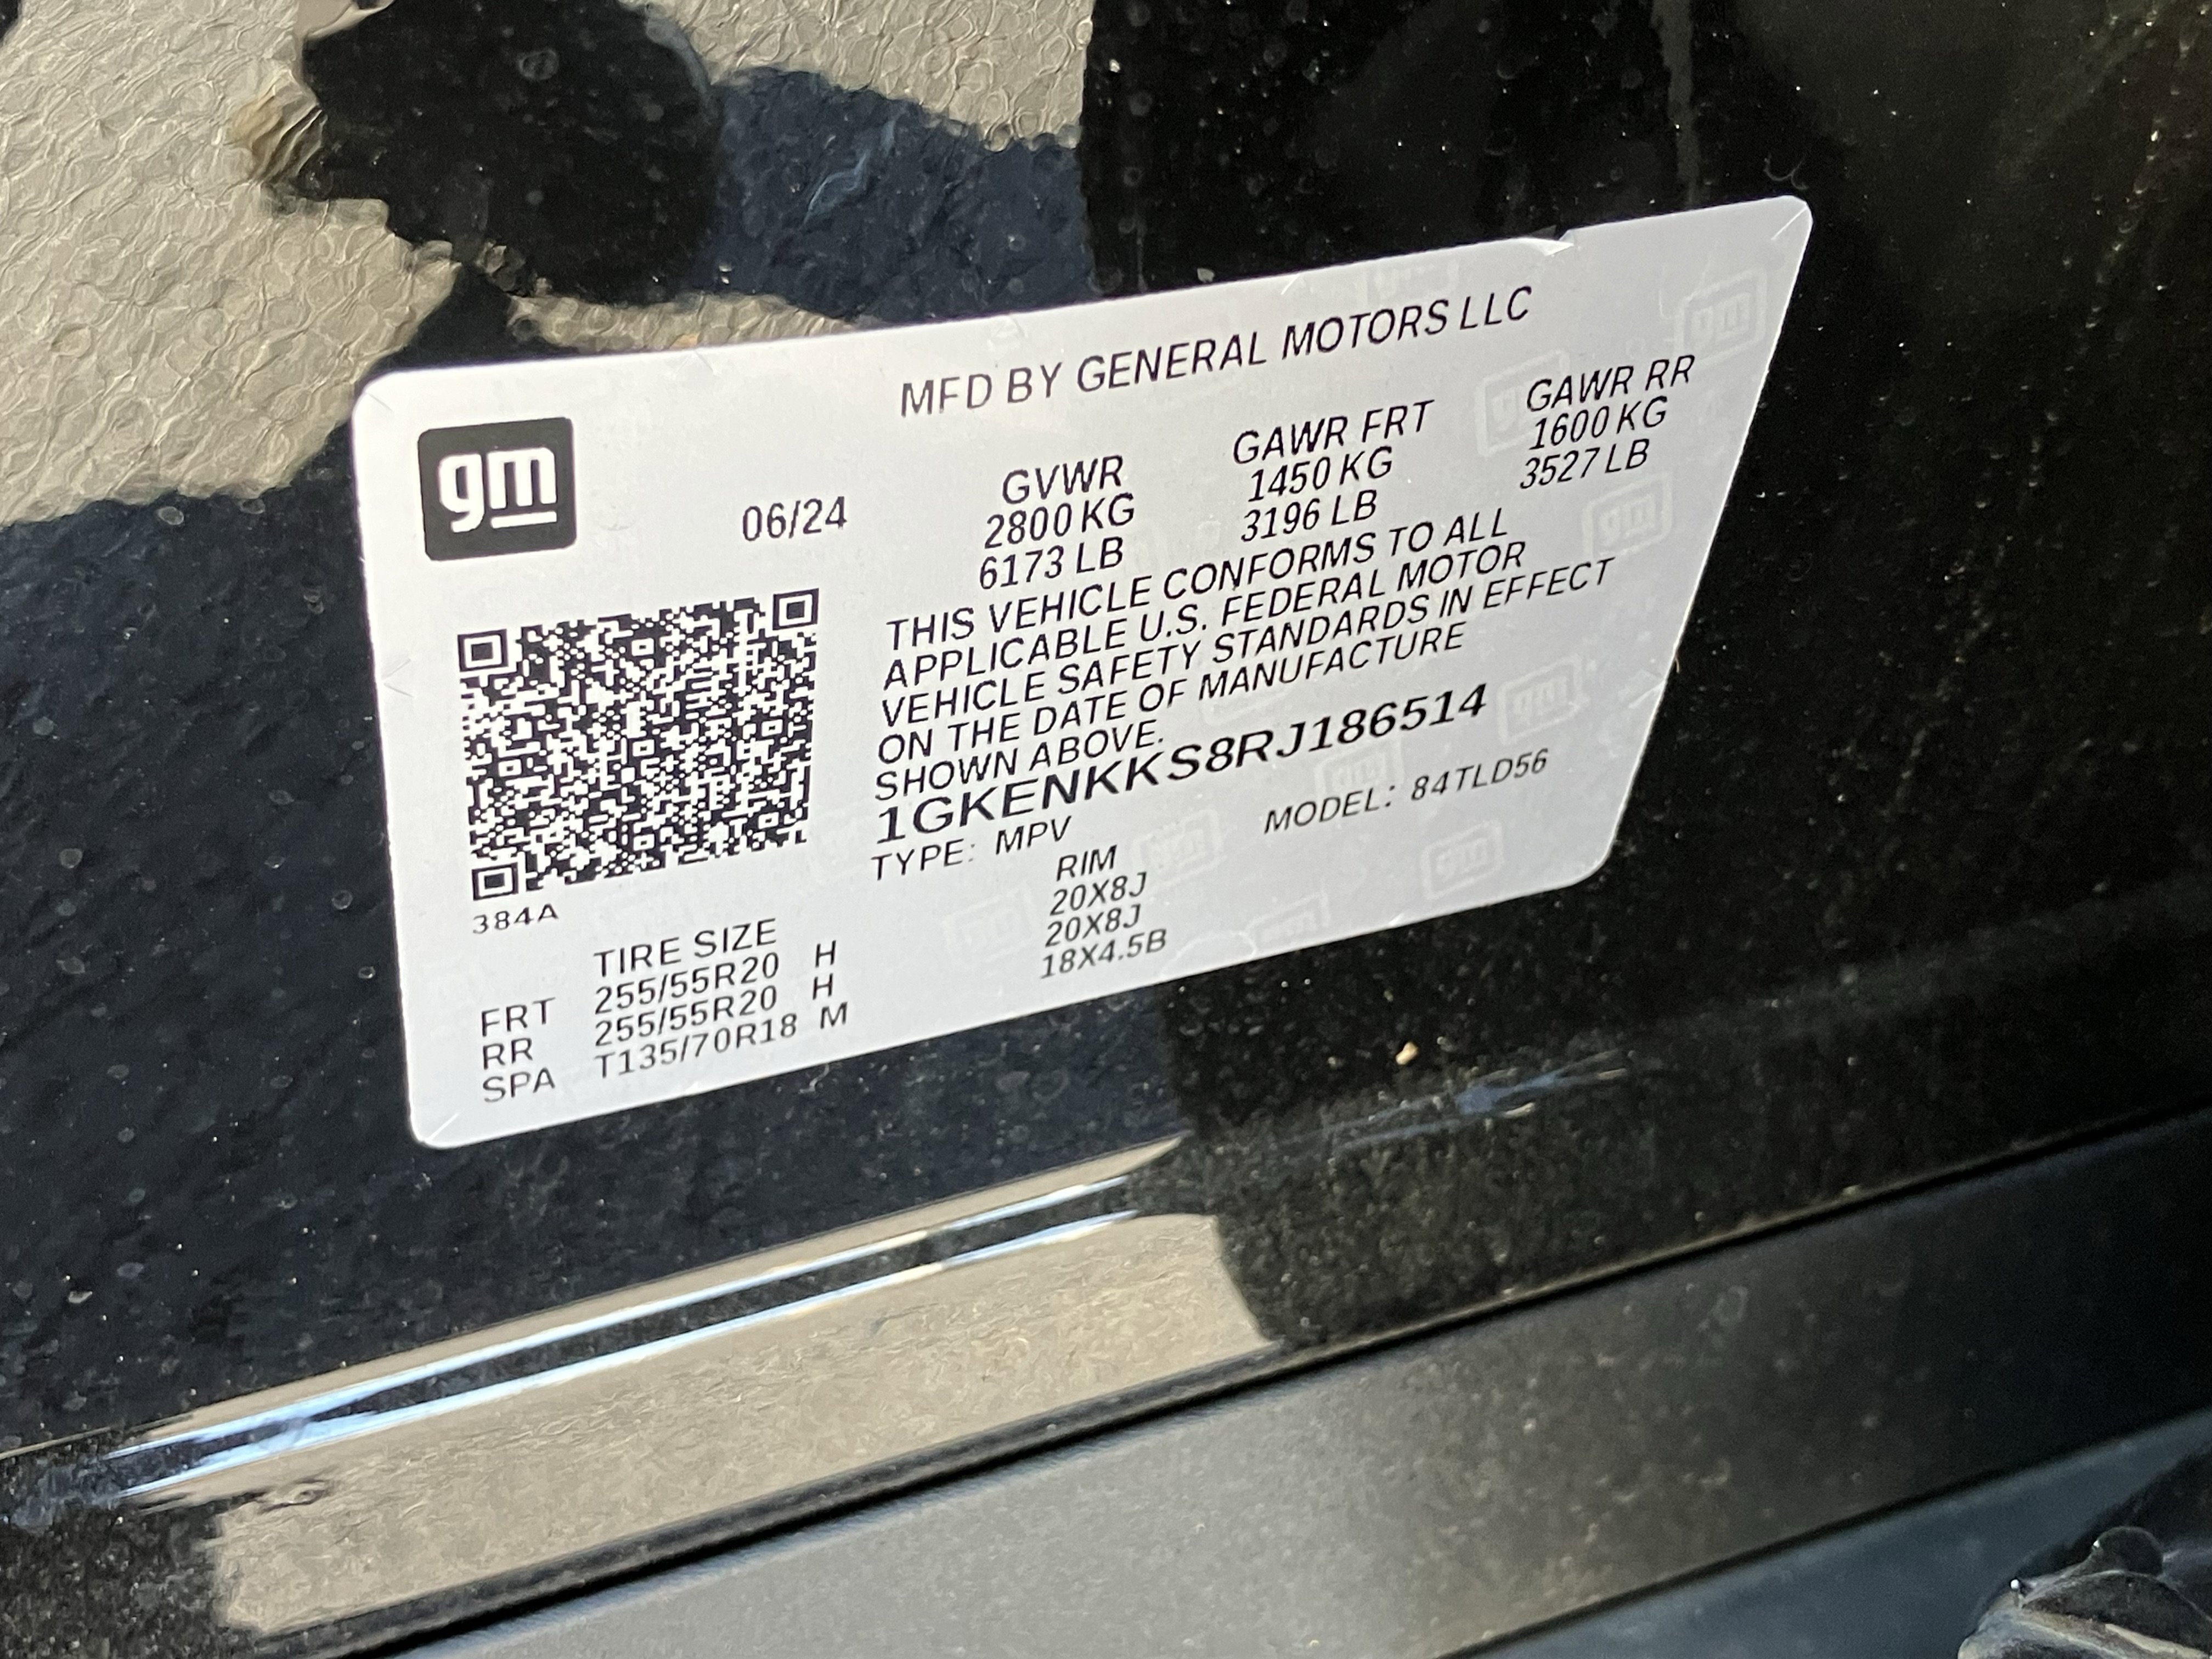 MFD BY GENERAL MOTORS LLC
gm
06/24
GVWR GAWR FRT GAWR RR
2800 KG 1450 KG 1600 KG
6173 LB 3196 LB 3527 LB
THIS VEHICLE CONFORMS TO ALL
APPLICABLE U.S. FEDERAL MOTOR
VEHICLE SAFETY STANDARDS IN EFFECT
ON THE DATE OF MANUFACTURE
SHOWN ABOVE.
1GKENKKS8RJ186514
TYPE: MPV MODEL: 84TLD56
384A
TIRE SIZE RIM
FRT 255/55R20 H 20X8J
RR 255/55R20 H 20X8J
SPA T135/70R18 M 18X4.5B